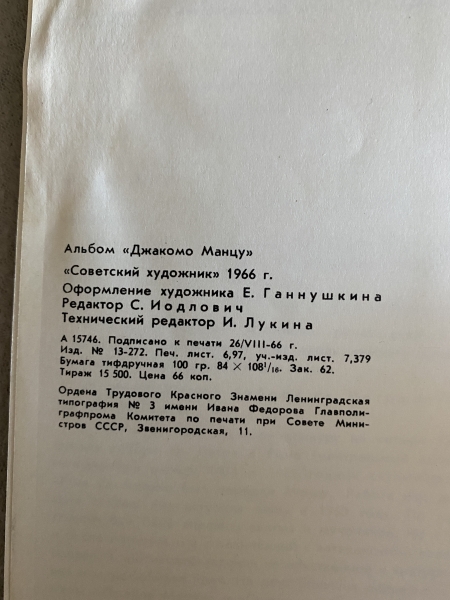 Альбом «Джакомо Манцу»
«Советский художник» 1966 г.
Оформление художника Е. Ганнушкина
Редактор С. Иодлович
Технический редактор И. Лукина
А 15746. Подписано к печати 26/VIII-66 г.
Изд. № 13-272. Печ. лист. 6,97, уч.-изд. лист. 7,379
Бумага тифдручная 100 гр. 84 × 108¹/₁₆. Зак. 62.
Тираж 15 500. Цена 66 коп.
Ордена Трудового Красного Знамени Ленинградская
типография № 3 имени Ивана Федорова Главполи-
графпрома Комитета по печати при Совете Мини-
стров СССР, Звенигородская, 11.